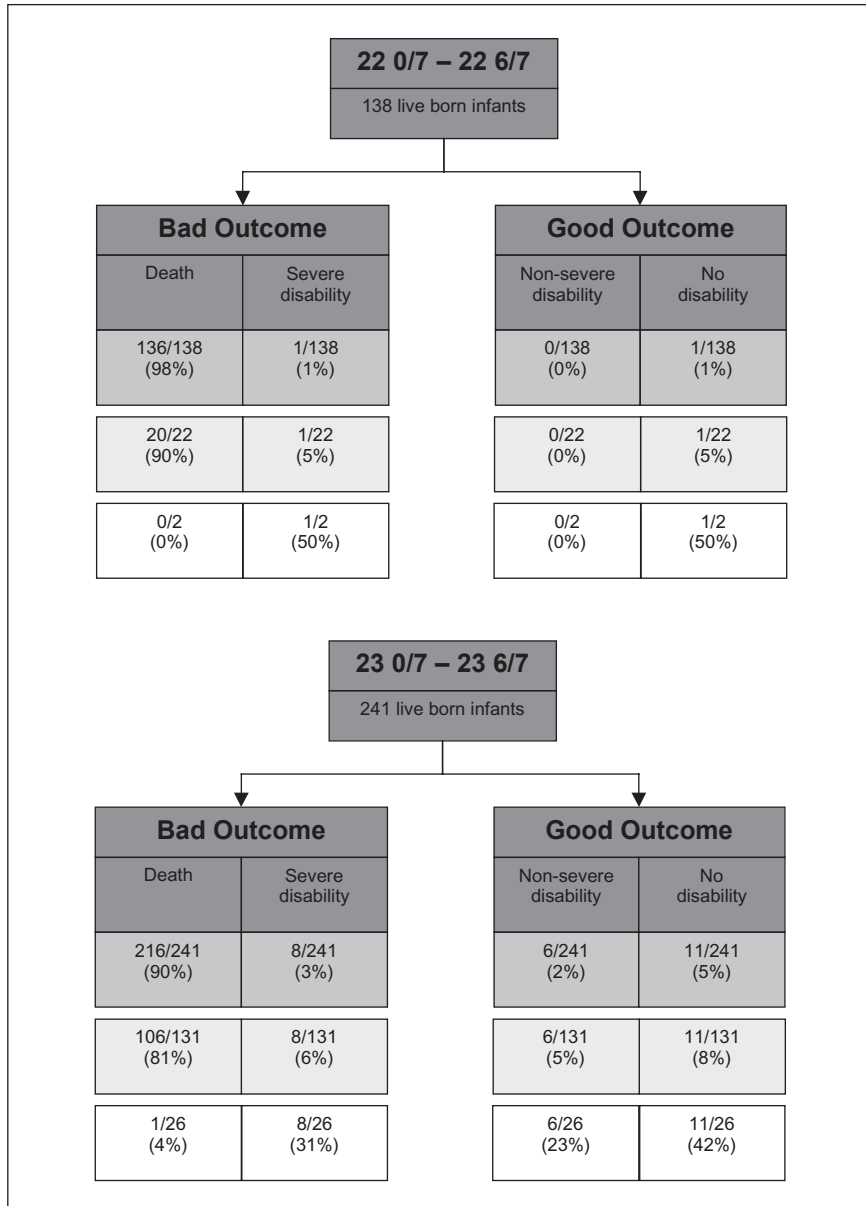 22 0/7 – 22 6/7
138 live born infants
Bad Outcome
Death
Severe
disability
136/138
(98%)
1/138
(1%)
20/22
(90%)
1/22
(5%)
0/2
(0%)
1/2
(50%)
Good Outcome
Non-severe
disability
No
disability
0/138
(0%)
1/138
(1%)
0/22
(0%)
1/22
(5%)
0/2
(0%)
1/2
(50%)
23 0/7 – 23 6/7
241 live born infants
Bad Outcome
Death
Severe
disability
216/241
(90%)
8/241
(3%)
106/131
(81%)
8/131
(6%)
1/26
(4%)
8/26
(31%)
Good Outcome
Non-severe
disability
No
disability
6/241
(2%)
11/241
(5%)
6/131
(5%)
11/131
(8%)
6/26
(23%)
11/26
(42%)